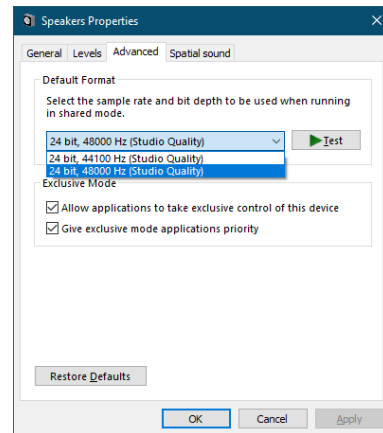 Speakers Properties
General Levels Advanced Spatial sound
Default Format
Select the sample rate and bit depth to be used when running
in shared mode.
24 bit, 48000 Hz (Studio Quality)
Test
24 bit, 44100 Hz (Studio Quality)
24 bit, 48000 Hz (Studio Quality)
Exclusive Mode
Allow applications to take exclusive control of this device
Give exclusive mode applications priority
Restore Defaults
OK Cancel Apply